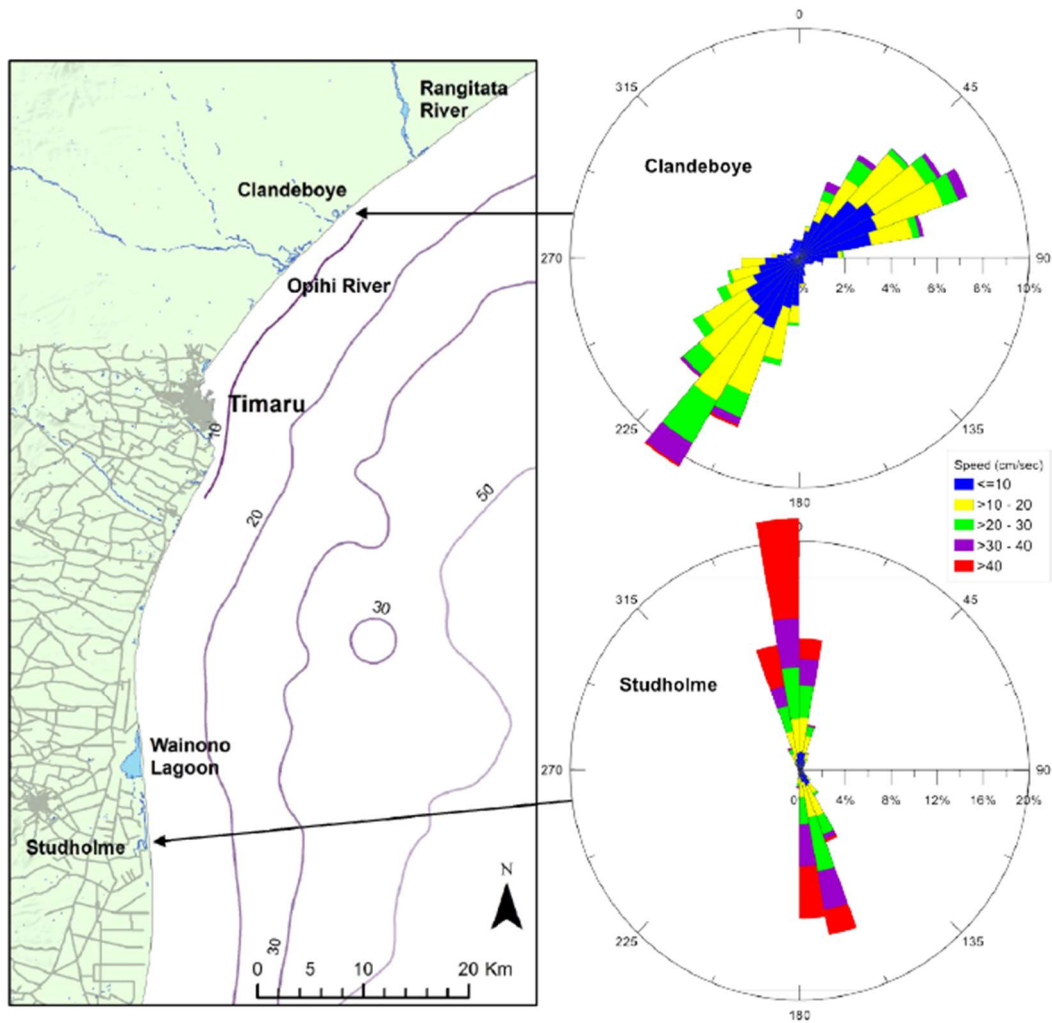 Rangitata
River
Clandeboye
Opihi River
Timaru
10
20
50
30
Wainono
Lagoon
Studholme
N
30
0 5 10 20 Km
0
315
45
Clandeboye
270
90
2% 4% 6% 8% 10%
225
135
180
Speed (cm/sec)
<=10
>10 - 20
>20 - 30
>30 - 40
>40
0
315
45
Studholme
270
90
0 4% 8% 12% 16% 20%
225
135
180